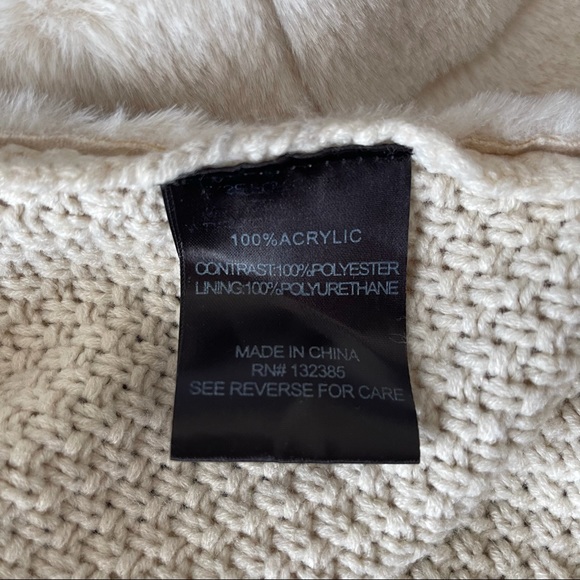 100%ACRYLIC
CONTRAST:100%POLYESTER
LINING:100%POLYURETHANE
MADE IN CHINA
RN# 132385
SEE REVERSE FOR CARE